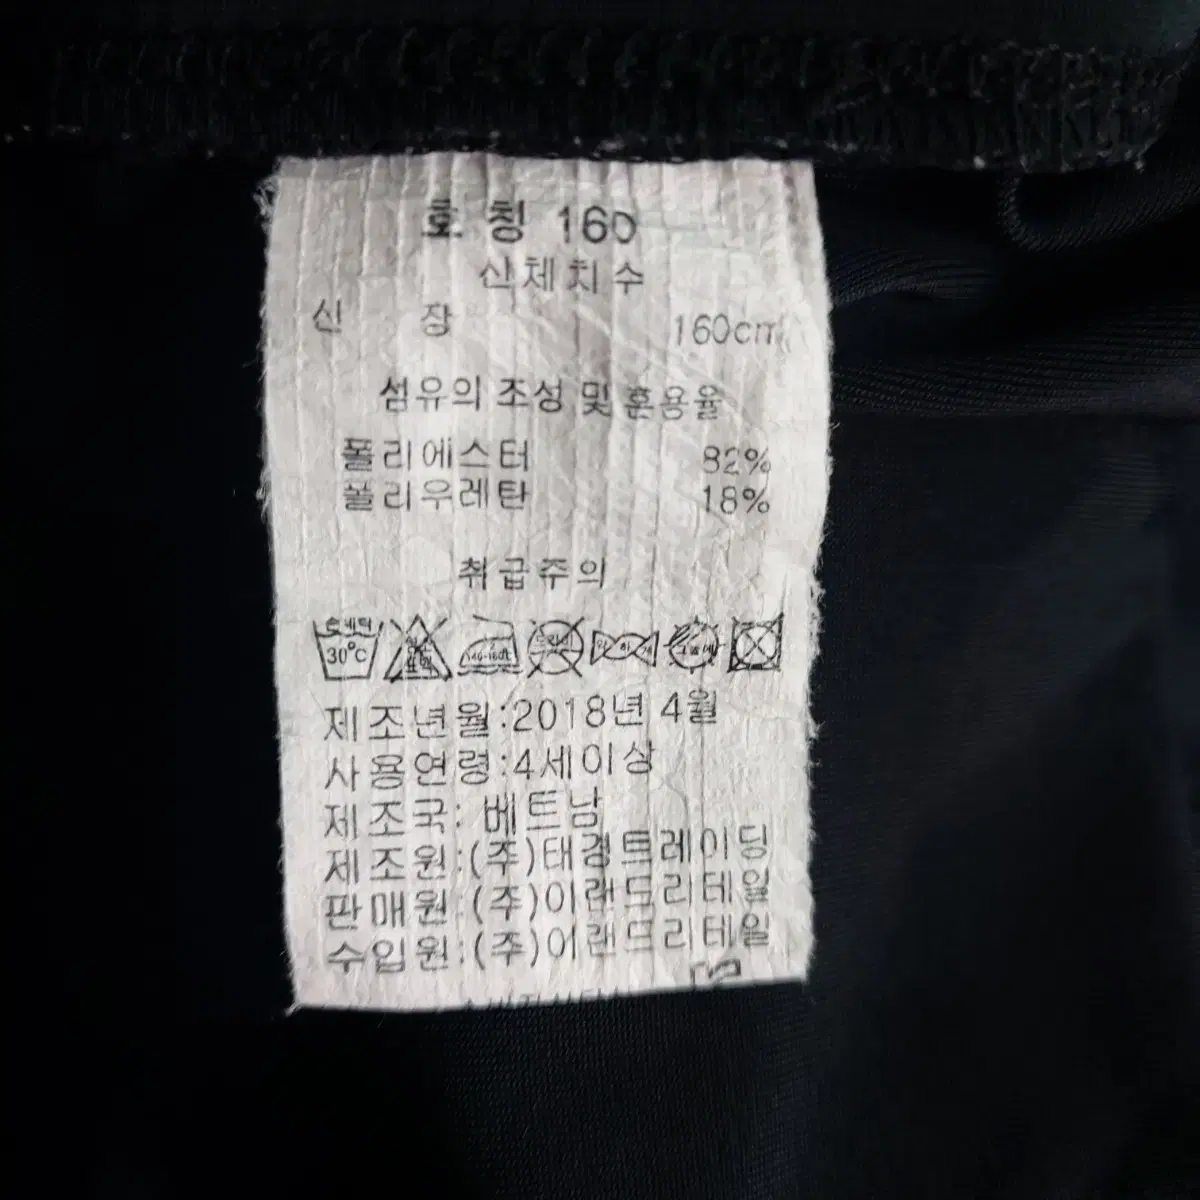 호 칭 160
신체치수
신 장 160cm
섬유의 조성 및 혼용율
폴리에스터 82%
폴리우레탄 18%
취급주의
30°C
제조년월:2018년 4월
사용연령:4세이상
제조국: 베트남
제조원:(주)태경트레이딩
판매원:(주)이랜드리테일
수입원:(주)이랜드리테일